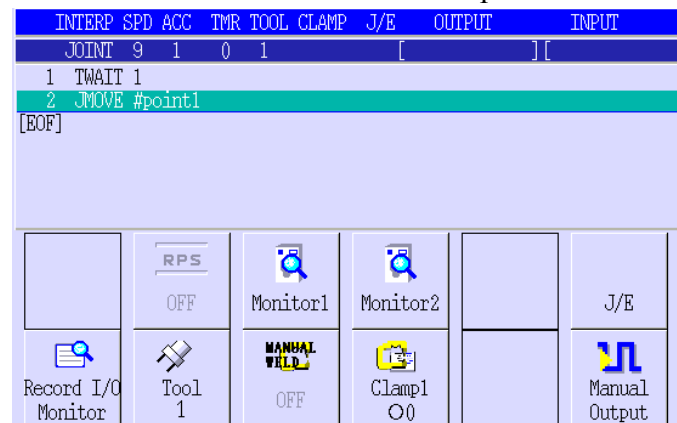 INTERP SPD ACC TMR TOOL CLAMP J/E OUTPUT INPUT
JOINT 9 1 0 1 [ ][
1 TWAIT 1
2 JMOVE #point1
[EOF]
RPS
OFF
Monitor1
Monitor2
J/E
Record I/O
Monitor
Tool
1
MANUAL
WELD
OFF
Clamp1
O0
Manual
Output